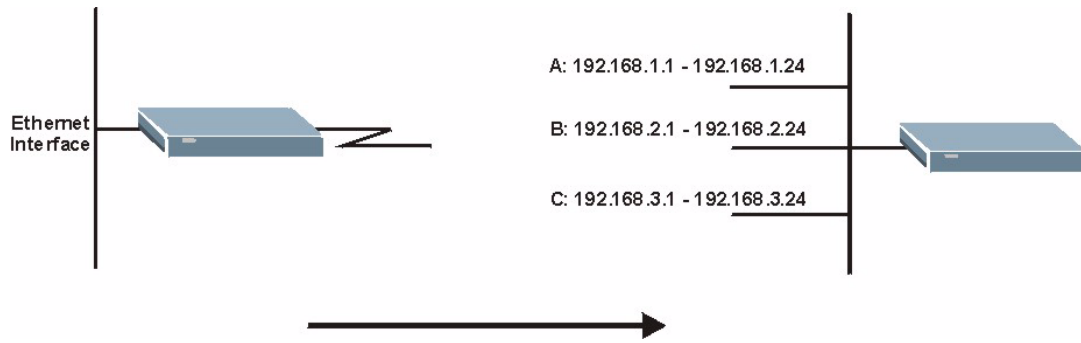 Ethernet
Interface
A: 192.168.1.1 - 192.168.1.24
B: 192.168.2.1 - 192.168.2.24
C: 192.168.3.1 - 192.168.3.24